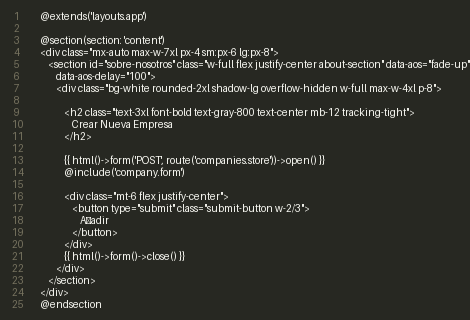 1 @extends('layouts.app')
2
3 @section(section: 'content')
4 <div class="mx-auto max-w-7xl px-4 sm:px-6 lg:px-8">
5 <section id="sobre-nosotros" class="w-full flex justify-center about-section" data-aos="fade-up"
6 data-aos-delay="100">
7 <div class="bg-white rounded-2xl shadow-lg overflow-hidden w-full max-w-4xl p-8">
8
9 <h2 class="text-3xl font-bold text-gray-800 text-center mb-12 tracking-tight">
10 Crear Nueva Empresa
11 </h2>
12
13 {{ html()->form('POST', route('companies.store'))->open() }}
14 @include('company.form')
15
16 <div class="mt-6 flex justify-center">
17 <button type="submit" class="submit-button w-2/3">
18 A□adir
19 </button>
20 </div>
21 {{ html()->form()->close() }}
22 </div>
23 </section>
24 </div>
25 @endsection